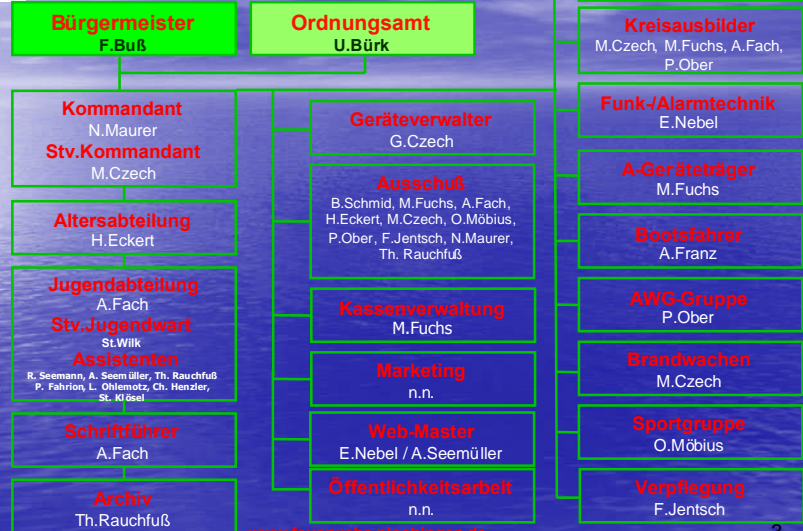 Bürgermeister
F.Buß
Ordnungsamt
U.Bürk
Kommandant
N.Maurer
Stv.Kommandant
M.Czech
Altersabteilung
H.Eckert
Jugendabteilung
A.Fach
Stv.Jugendwart
St.Wilk
Assistenten
R. Seemann, A. Seemüller, Th. Rauchfuß
P. Fahrion, L. Ohlemotz, Ch. Henzler,
St. Klösel
Schriftführer
A.Fach
Archiv
Th.Rauchfuß
Geräteverwalter
G.Czech
Ausschuß
B.Schmid, M.Fuchs, A.Fach,
H.Eckert, M.Czech, O.Möbius,
P.Ober, F.Jentsch, N.Maurer,
Th. Rauchfuß
Kassenverwaltung
M.Fuchs
Marketing
n.n.
Web-Master
E.Nebel / A.Seemüller
Öffentlichkeitsarbeit
n.n.
Kreisausbilder
M.Czech, M.Fuchs, A.Fach,
P.Ober
Funk-/Alarmtechnik
E.Nebel
A-Geräteträger
M.Fuchs
Bootsfahrer
A.Franz
AWG-Gruppe
P.Ober
Brandwachen
M.Czech
Sportgruppe
O.Möbius
Verpflegung
F.Jentsch